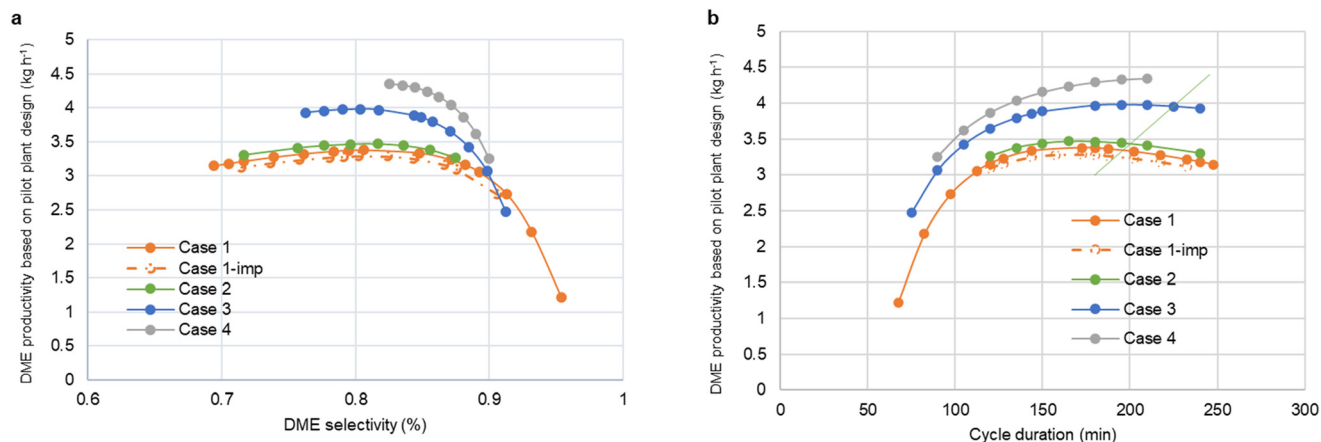 a
DME productivity based on pilot plant design (kg h⁻¹)
5
4.5
4
3.5
3
2.5
2
1.5
1
0.5
0
Case 1
Case 1-imp
Case 2
Case 3
Case 4
0.6
0.7
0.8
0.9
1
DME selectivity (%)
b
DME productivity based on pilot plant design (kg h⁻¹)
5
4.5
4
3.5
3
2.5
2
1.5
1
0.5
0
Case 1
Case 1-imp
Case 2
Case 3
Case 4
0
50
100
150
200
250
300
Cycle duration (min)